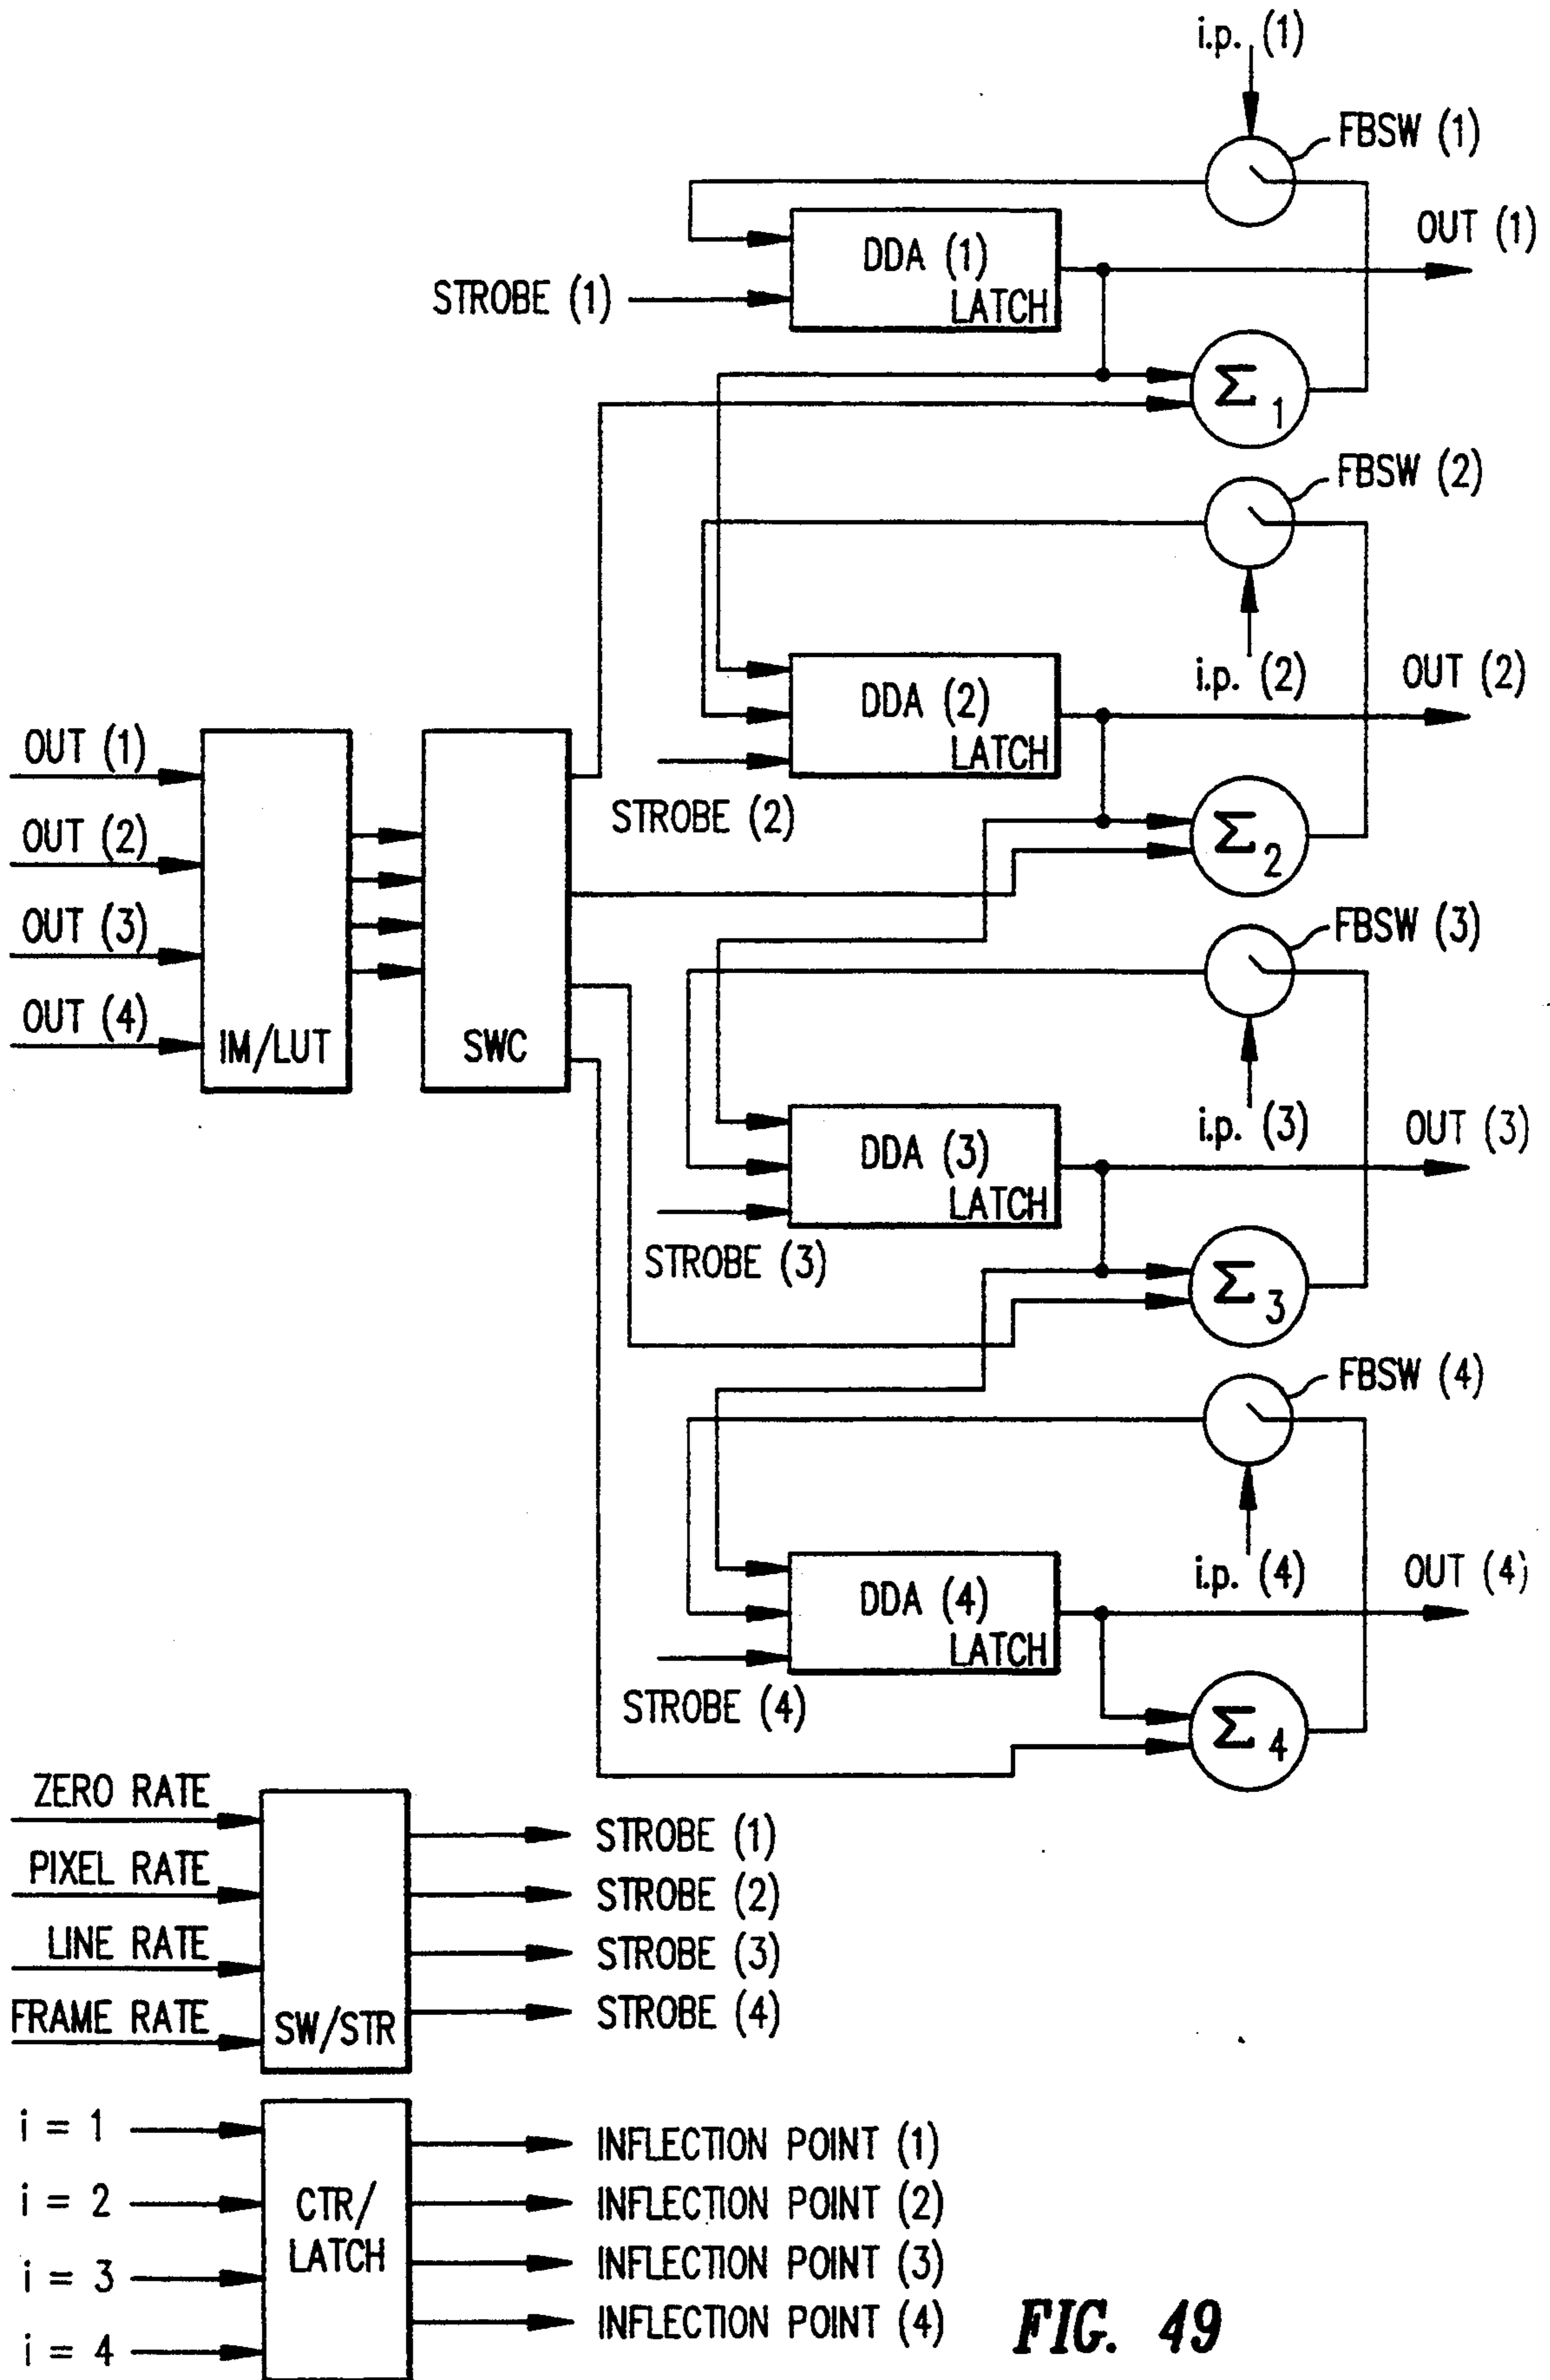 i.p. (1)
FBSW (1)
OUT (1)
DDA (1)
LATCH
STROBE (1)
Σ 1
FBSW (2)
i.p. (2)
OUT (2)
DDA (2)
LATCH
STROBE (2)
Σ 2
OUT (1)
OUT (2)
OUT (3)
OUT (4)
IM/LUT
SWC
FBSW (3)
i.p. (3)
OUT (3)
DDA (3)
LATCH
STROBE (3)
Σ 3
FBSW (4)
i.p. (4)
OUT (4)
DDA (4)
LATCH
STROBE (4)
Σ 4
ZERO RATE
PIXEL RATE
LINE RATE
FRAME RATE
SW/STR
STROBE (1)
STROBE (2)
STROBE (3)
STROBE (4)
i = 1
i = 2
i = 3
i = 4
CTR/
LATCH
INFLECTION POINT (1)
INFLECTION POINT (2)
INFLECTION POINT (3)
INFLECTION POINT (4)
FIG. 49